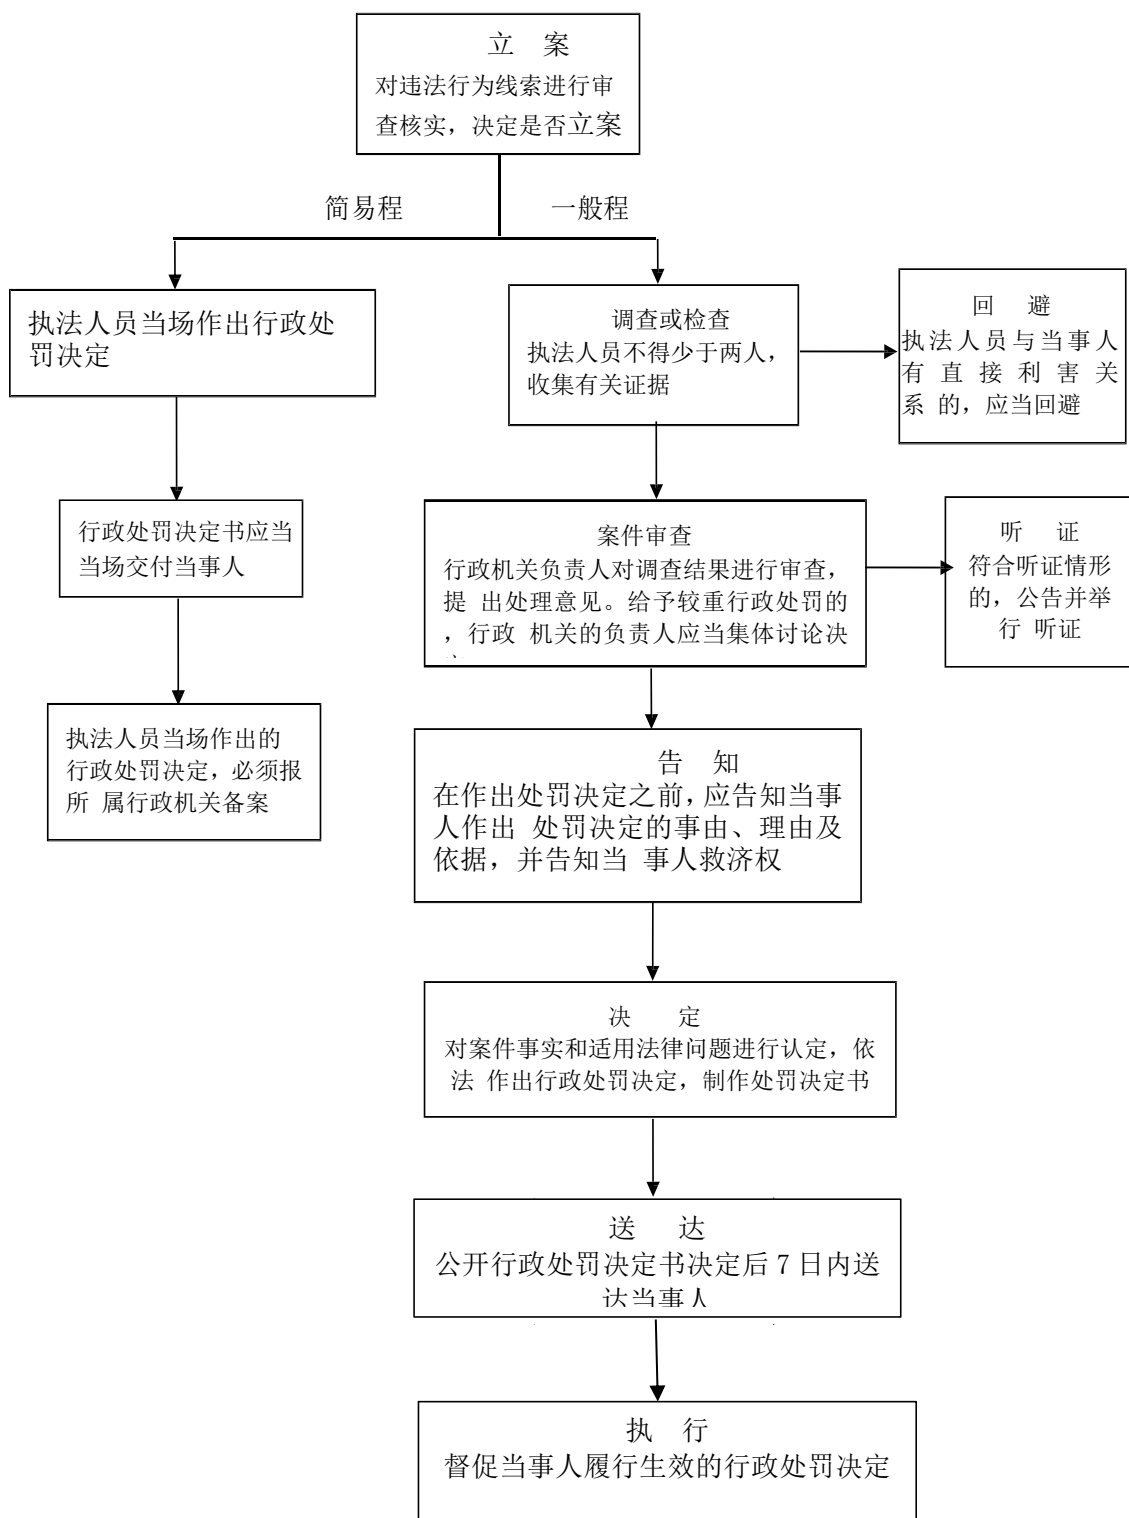 立 案
对违法行为线索进行审
查核实，决定是否立案
简易程
一般程
执法人员当场作出行政处
罚决定
调查或检查
执法人员不得少于两人，
收集有关证据
回 避
执法人员与当事人
有 直 接 利 害 关
系 的，应当回避
行政处罚决定书应当
当场交付当事人
案件审查
行政机关负责人对调查结果进行审查，
提 出处理意见。给予较重行政处罚的
，行政 机关的负责人应当集体讨论决
听 证
符合听证情形
的，公告并举
行 听证
执法人员当场作出的
行政处罚决定，必须报
所 属行政机关备案
告 知
在作出处罚决定之前，应告知当事
人作出 处罚决定的事由、理由及
依据，并告知当 事人救济权
决 定
对案件事实和适用法律问题进行认定，依
法 作出行政处罚决定，制作处罚决定书
送 达
公开行政处罚决定书决定后 7 日内送
达当事人
执 行
督促当事人履行生效的行政处罚决定